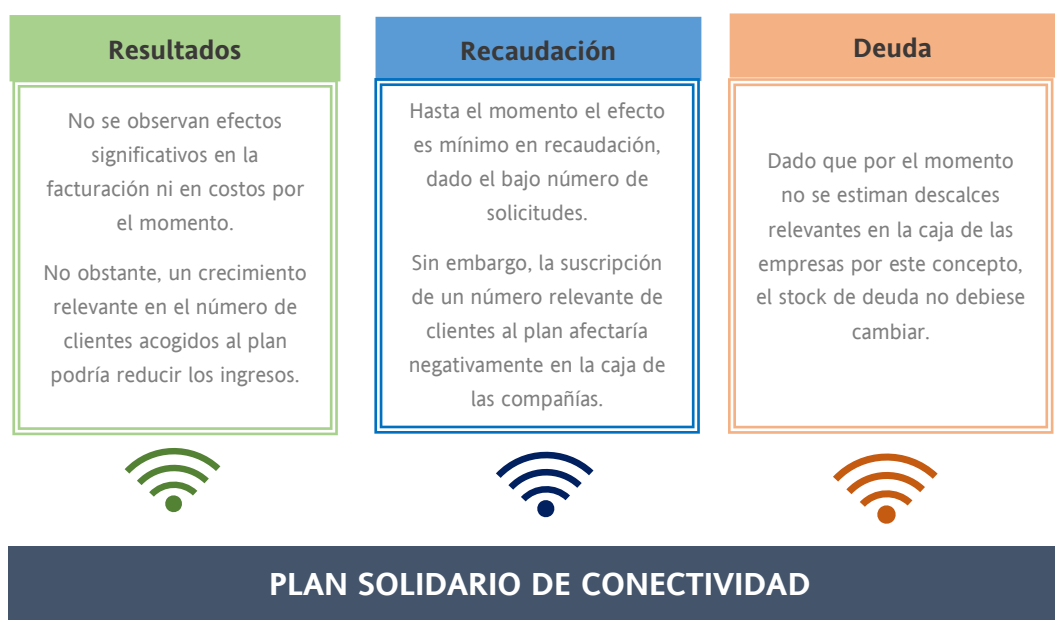 Resultados
No se observan efectos
significativos en la
facturación ni en costos por
el momento.
No obstante, un crecimiento
relevante en el número de
clientes acogidos al plan
podría reducir los ingresos.
Recaudación
Hasta el momento el efecto
es mínimo en recaudación,
dado el bajo número de
solicitudes.
Sin embargo, la suscripción
de un número relevante de
clientes al plan afectaría
negativamente en la caja de
las compañías.
Deuda
Dado que por el momento
no se estiman descalces
relevantes en la caja de las
empresas por este concepto,
el stock de deuda no debiese
cambiar.
PLAN SOLIDARIO DE CONECTIVIDAD